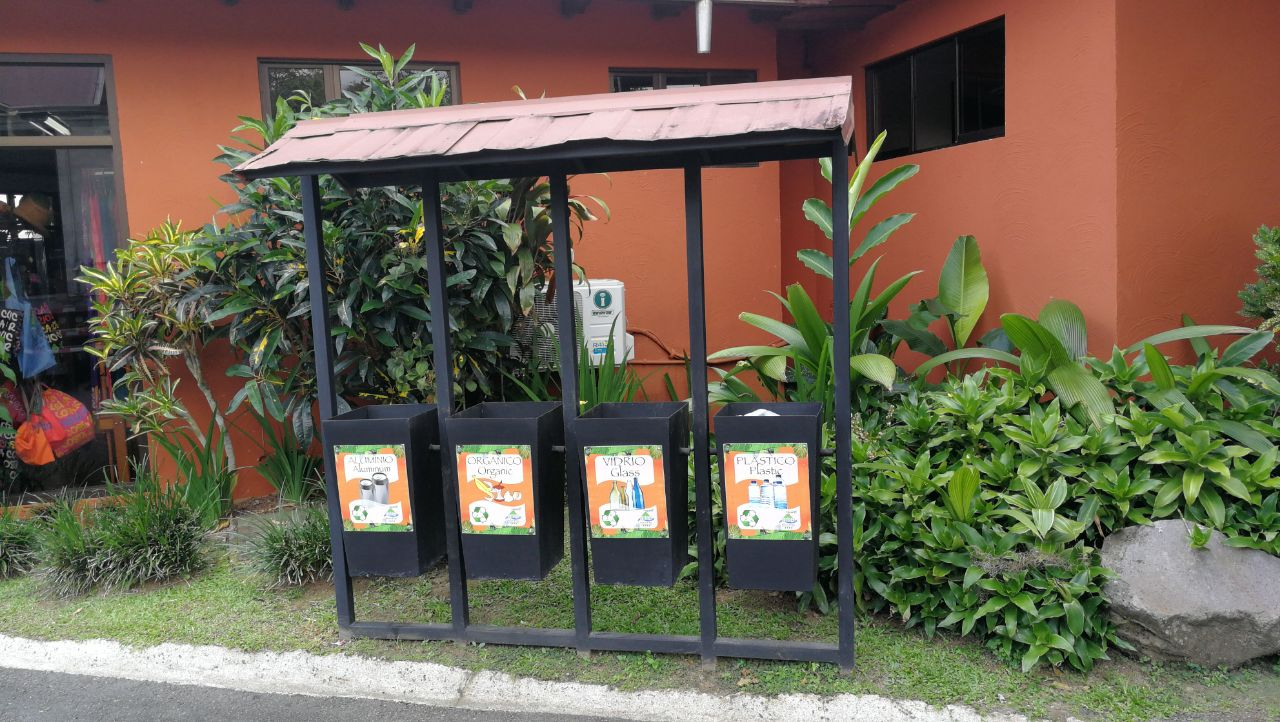 ALUMINIO
Aluminum
ORGANICO
Organic
VIDRIO
Glass
PLASTICO
Plastic